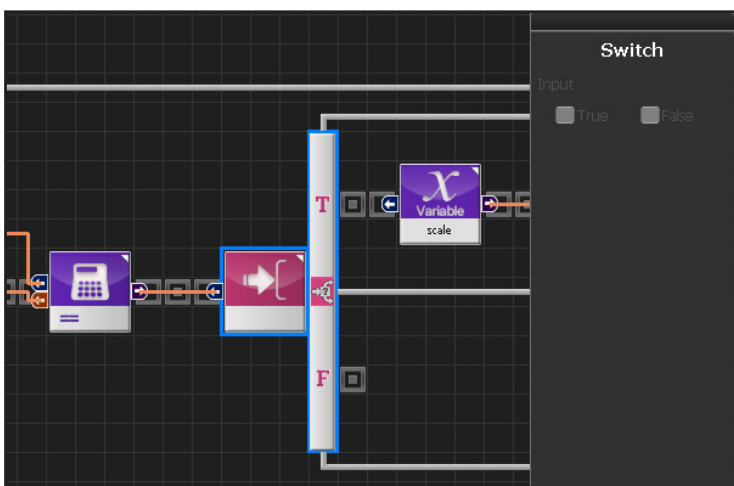 Switch
Input
True False
T
Variable
scale
==
?
F